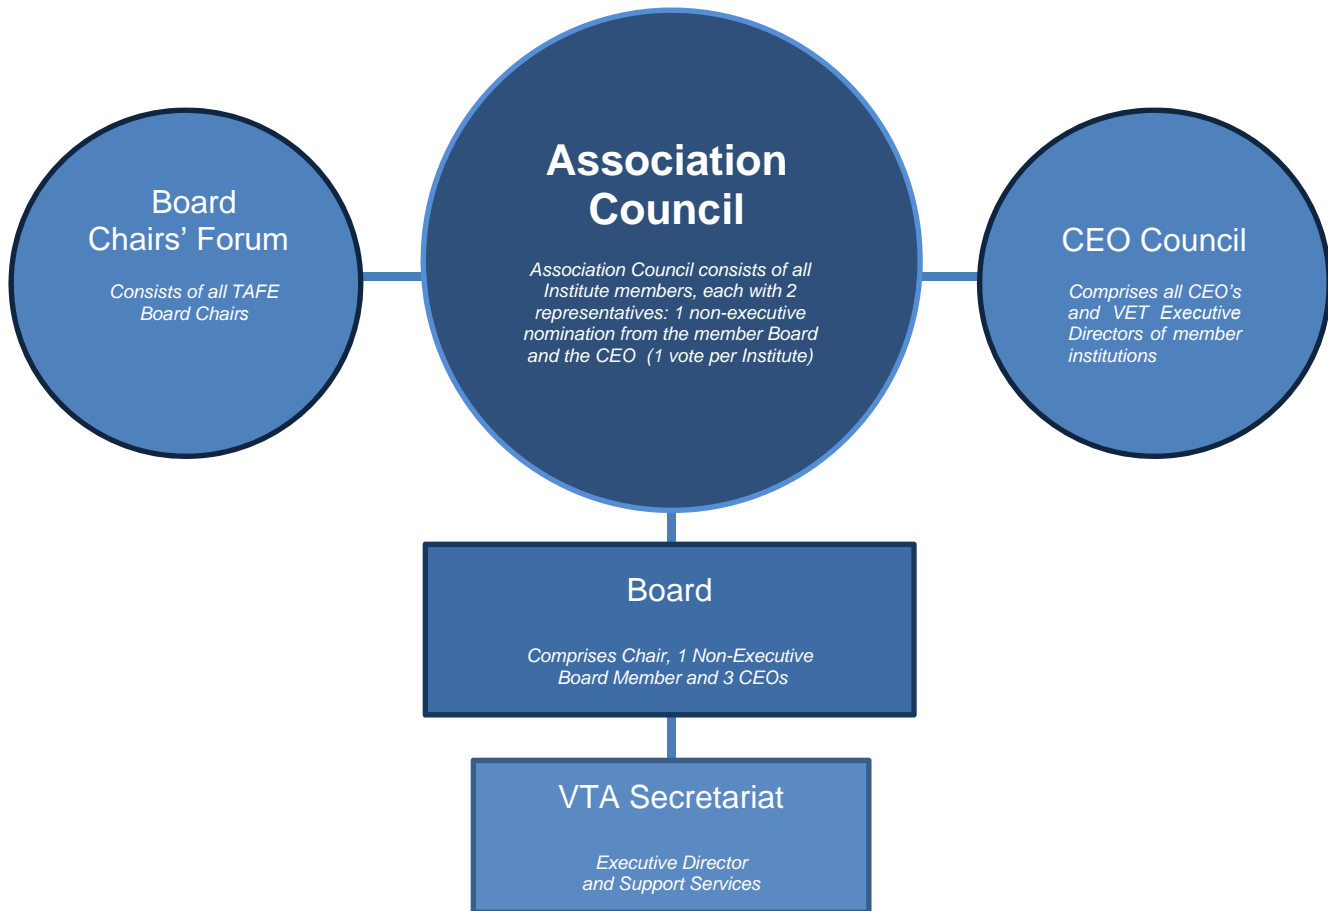 Association
Council
Association Council consists of all
Institute members, each with 2
representatives: 1 non-executive
nomination from the member Board
and the CEO (1 vote per Institute)
Board
Chairs’ Forum
Consists of all TAFE
Board Chairs
CEO Council
Comprises all CEO’s
and VET Executive
Directors of member
institutions
Board
Comprises Chair, 1 Non-Executive
Board Member and 3 CEOs
VTA Secretariat
Executive Director
and Support Services